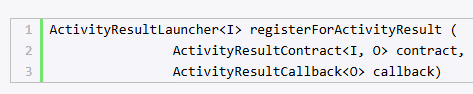 1 ActivityResultLauncher<I> registerForActivityResult (
2 ActivityResultContract<I, O> contract,
3 ActivityResultCallback<O> callback)